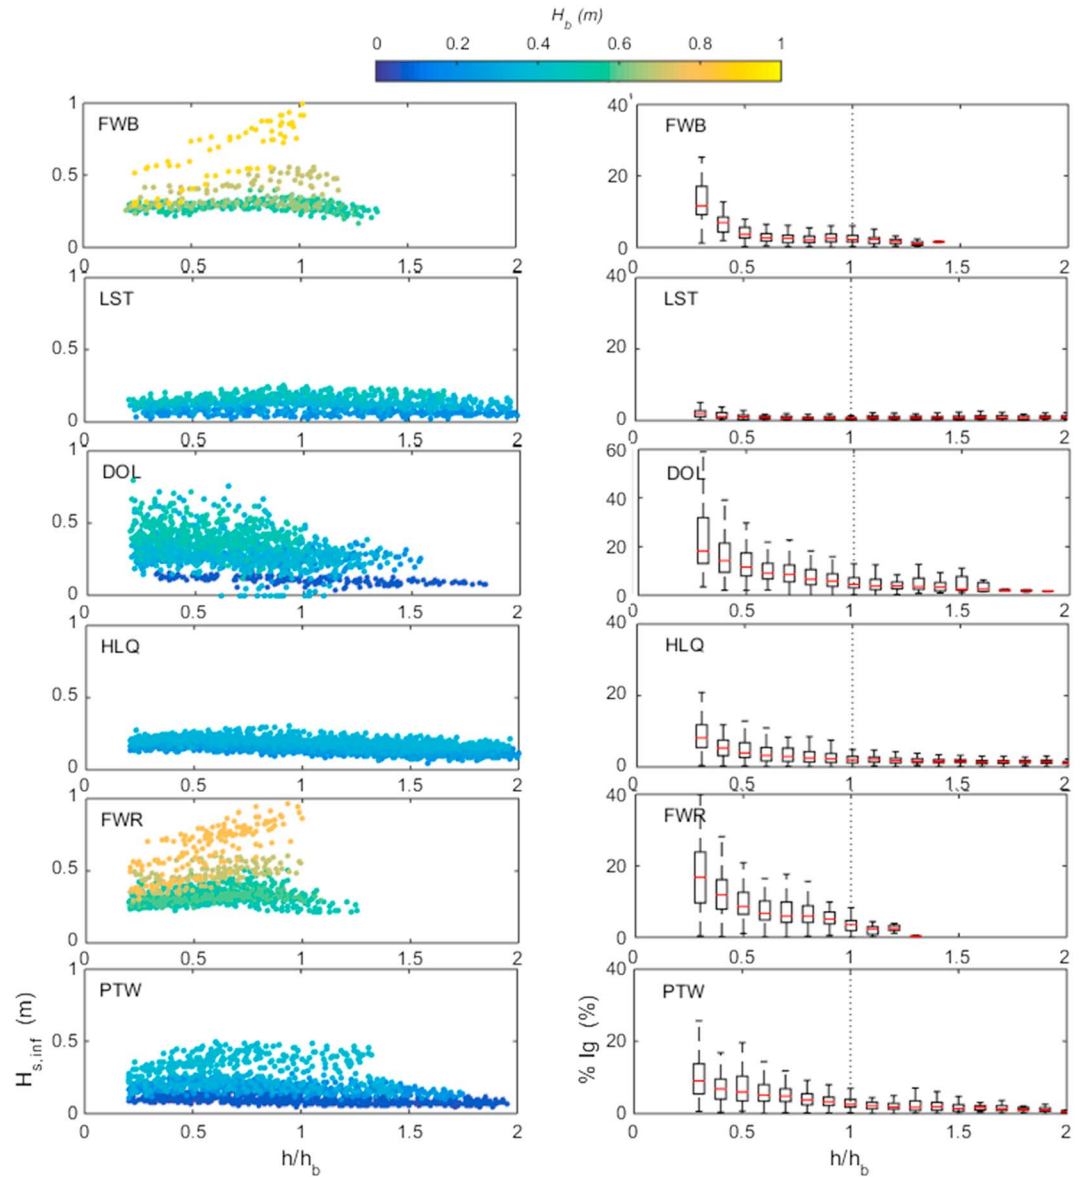 H_b (m)
0 0.2 0.4 0.6 0.8 1
1 FWB 0.5 0
0 0.5 1 1.5 2
40 FWB 20 0
0 0.5 1 1.5 2
LST 0.5 0
0 0.5 1 1.5 2
40 LST 20 0
0 0.5 1 1.5 2
1 DOL 0.5 0
0 0.5 1 1.5 2
60 DOL 40 20 0
0 0.5 1 1.5 2
HLQ 0.5 0
0 0.5 1 1.5 2
40 HLQ 20 0
0 0.5 1 1.5 2
1 FWR 0.5 0
0 0.5 1 1.5 2
40 FWR 20 0
0 0.5 1 1.5 2
1 PTW 0.5 0
0 0.5 1 1.5 2
H_s,inf (m)
h/h_b
40 PTW 20 0
0 0.5 1 1.5 2
% Ig (%)
h/h_b